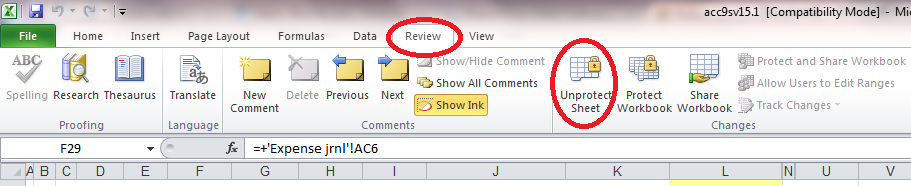 acc9sv15.1 [Compatibility Mode] - Mic
File Home Insert Page Layout Formulas Data Review View
ABC
Spelling Research Thesaurus
Translate
New Comment Delete Previous Next
Show/Hide Comment
Show All Comments
Show Ink
Unprotect Sheet Protect Workbook Share Workbook
Protect and Share Workbook
Allow Users to Edit Ranges
Track Changes
Proofing Language Comments Changes
F29 fx =+'Expense jrnl'!AC6
A B C D E F G H I J K L N U V